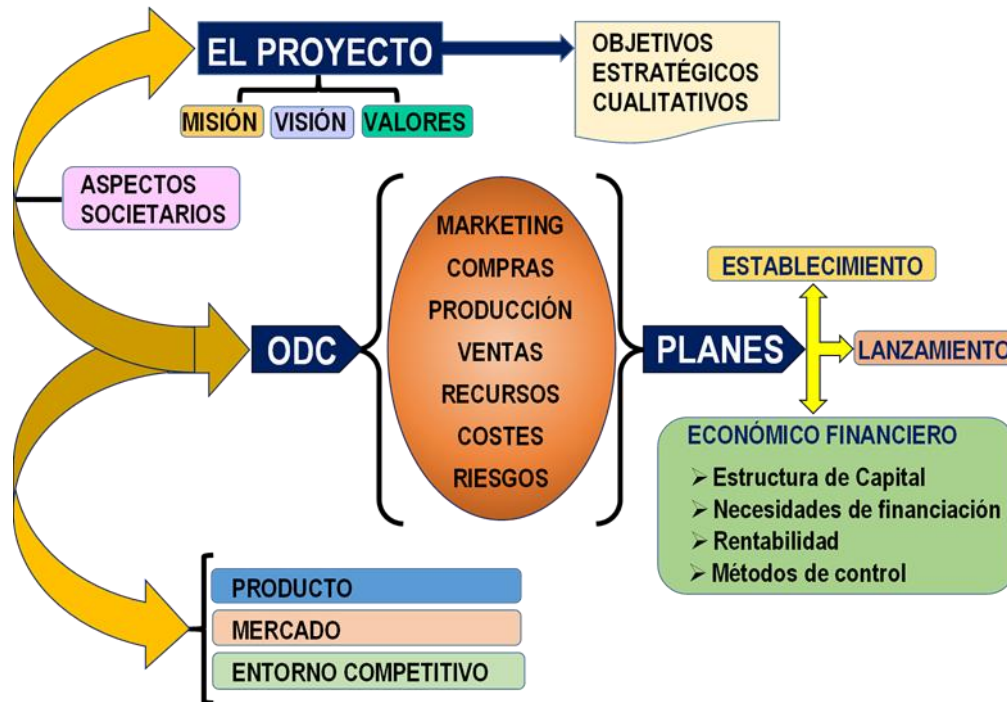 EL PROYECTO
OBJETIVOS
ESTRATÉGICOS
CUALITATIVOS
MISIÓN
VISIÓN
VALORES
ASPECTOS
SOCIETARIOS
ODC
MARKETING
COMPRAS
PRODUCCIÓN
VENTAS
RECURSOS
COSTES
RIESGOS
PLANES
ESTABLECIMIENTO
LANZAMIENTO
ECONÓMICO FINANCIERO
➢ Estructura de Capital
➢ Necesidades de financiación
➢ Rentabilidad
➢ Métodos de control
PRODUCTO
MERCADO
ENTORNO COMPETITIVO